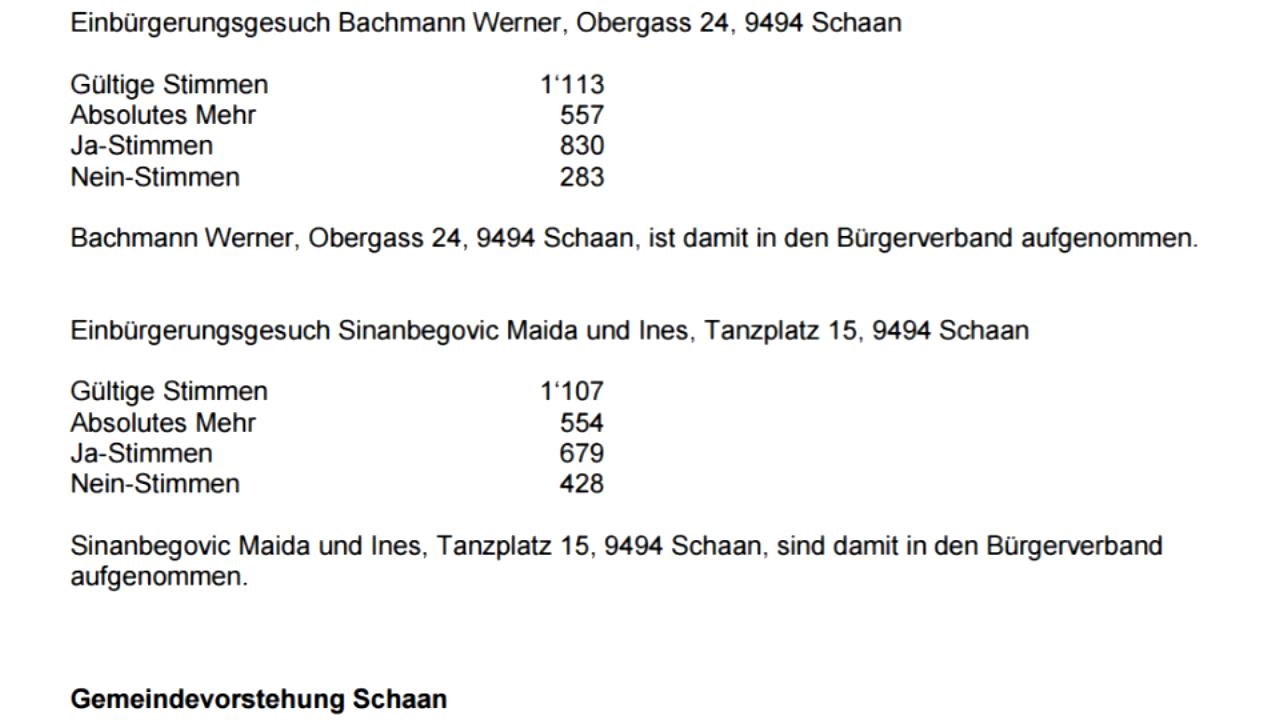 Einbürgerungsgesuch Bachmann Werner, Obergass 24, 9494 Schaan
Gültige Stimmen 1‘113
Absolutes Mehr 557
Ja-Stimmen 830
Nein-Stimmen 283
Bachmann Werner, Obergass 24, 9494 Schaan, ist damit in den Bürgerverband aufgenommen.
Einbürgerungsgesuch Sinanbegovic Maida und Ines, Tanzplatz 15, 9494 Schaan
Gültige Stimmen 1‘107
Absolutes Mehr 554
Ja-Stimmen 679
Nein-Stimmen 428
Sinanbegovic Maida und Ines, Tanzplatz 15, 9494 Schaan, sind damit in den Bürgerverband
aufgenommen.
Gemeindevorstehung Schaan